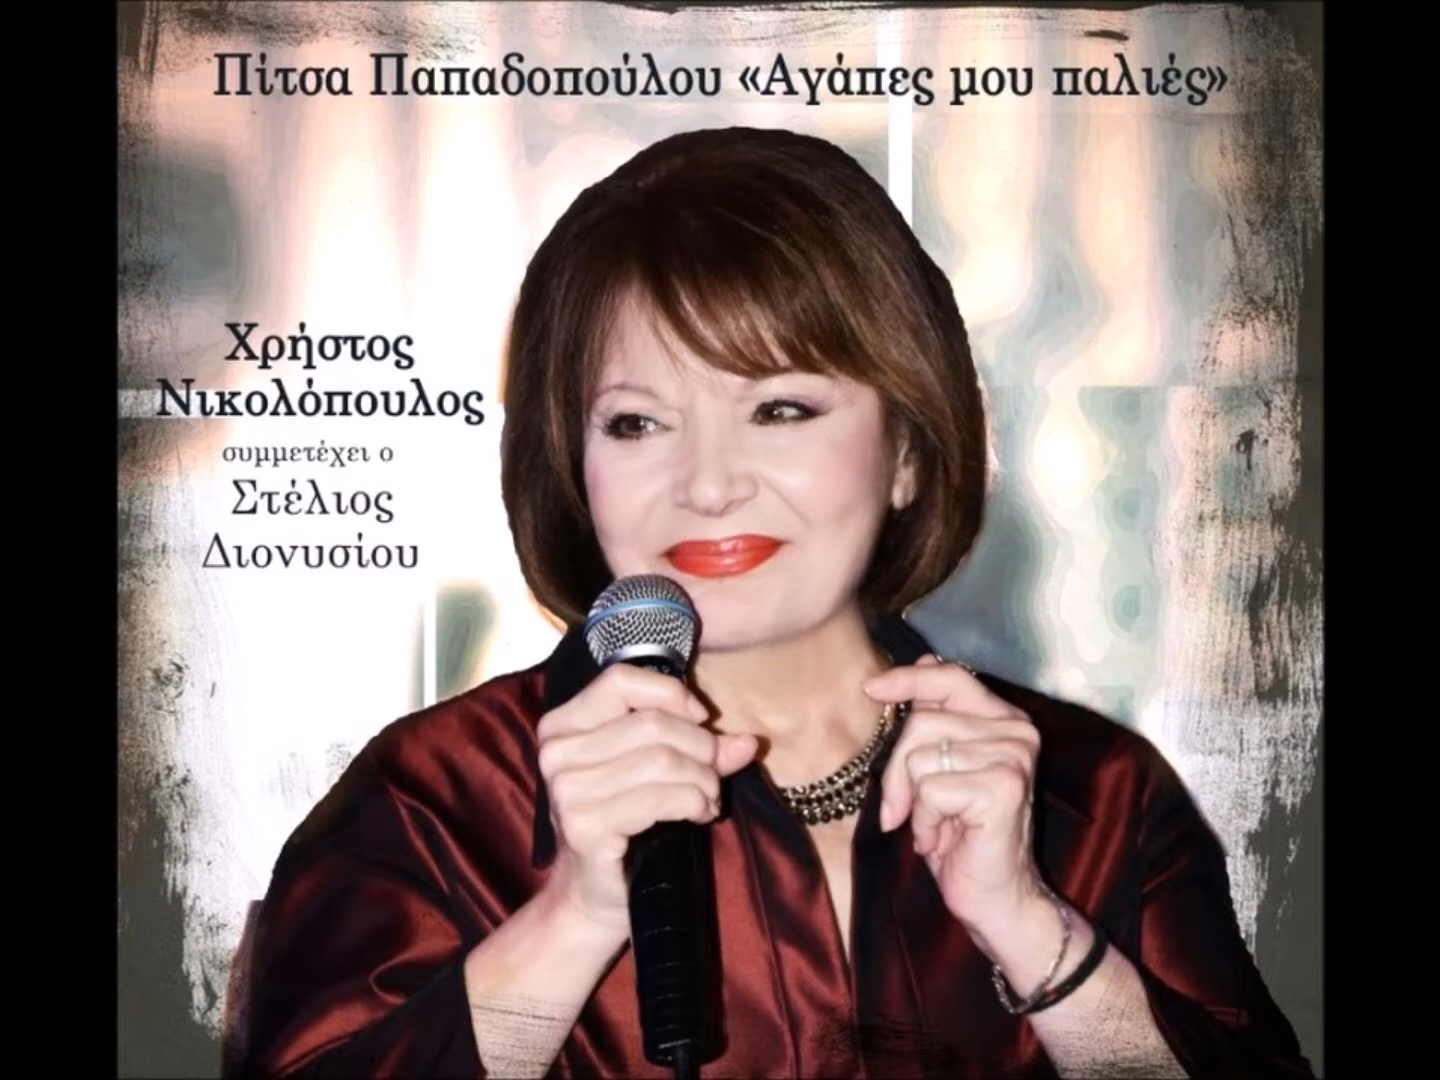 Πίτσα Παπαδοπούλου «Αγάπες μου παλιές»
Χρήστος
Νικολόπουλος
συμμετέχει ο
Στέλιος
Διονυσίου